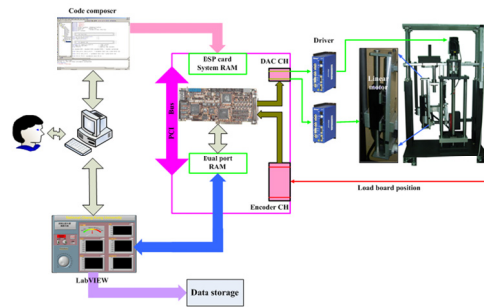 Code composer
DSP card
System RAM
DAC CH
Driver
Linear
motor
PCI
Bus
Dual port
RAM
Load board position
Encoder CH
LabVIEW
Data storage